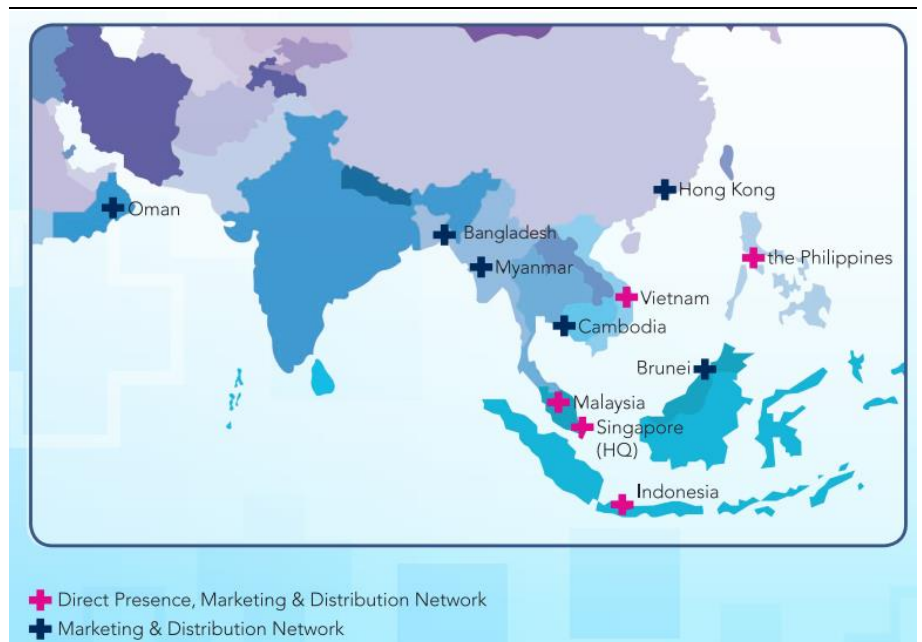 Hong Kong
Oman
Bangladesh
the Philippines
Myanmar
Vietnam
Cambodia
Brunei
Malaysia
Singapore
(HQ)
Indonesia
Direct Presence, Marketing & Distribution Network
Marketing & Distribution Network